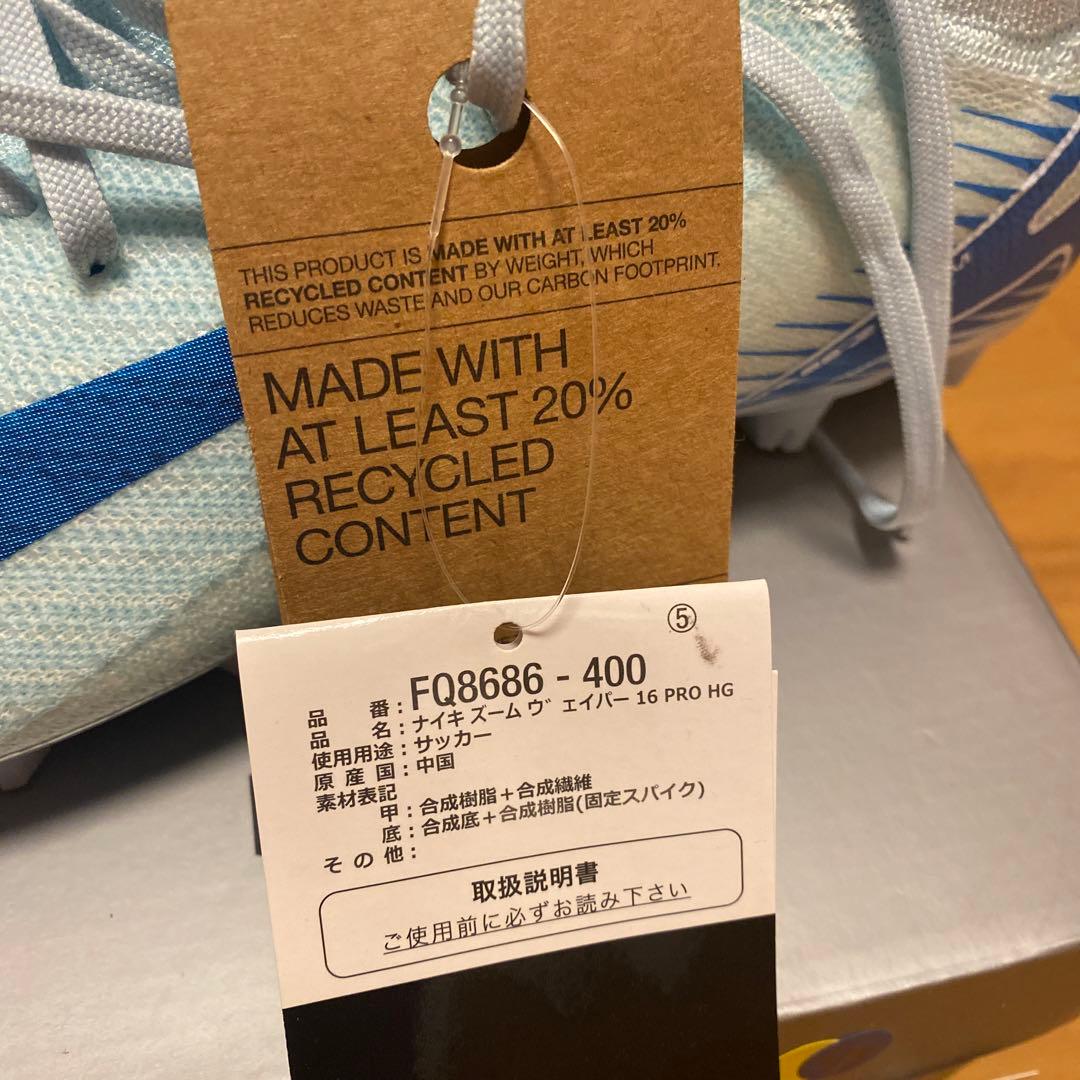 THIS PRODUCT IS MADE WITH AT LEAST 20%
RECYCLED CONTENT BY WEIGHT, WHICH
REDUCES WASTE AND OUR CARBON FOOTPRINT.
MADE WITH
AT LEAST 20%
RECYCLED
CONTENT
⑤
品番：FQ8686 - 400
品名：ナイキ ズーム ヴェイパー 16 PRO HG
使用用途：サッカー
原産国：中国
素材表記
甲：合成樹脂＋合成繊維
底：合成底＋合成樹脂(固定スパイク)
その他：
取扱説明書
ご使用前に必ずお読み下さい